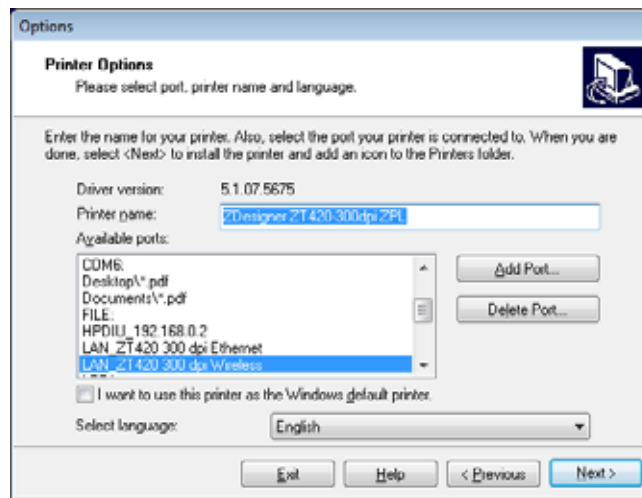 Options
Printer Options
Please select port, printer name and language.
Enter the name for your printer. Also, select the port your printer is connected to. When you are
done, select <Next> to install the printer and add an icon to the Printers folder.
Driver version: 5.1.07.5675
Printer name: ZDesigner ZT420-300dpi ZPL
Available ports:
COM6:
Desktop\*.pdf
Documents\*.pdf
FILE:
HPDIU_192.168.0.2
LAN_ZT420 300 dpi Ethernet
LAN_ZT420 300 dpi Wireless
Add Port...
Delete Port...
I want to use this printer as the Windows default printer.
Select language: English
Exit Help < Previous Next >